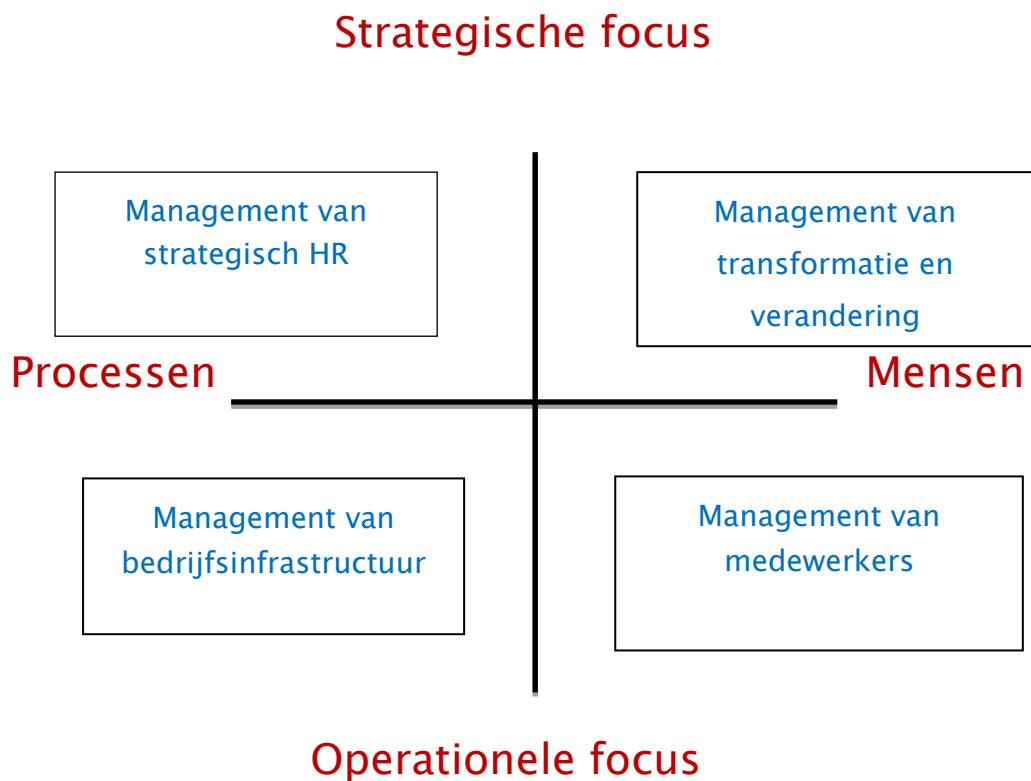 Strategische focus
Management van
strategisch HR
Management van
transformatie en
verandering
Processen
Mensen
Management van
bedrijfsinfrastructuur
Management van
medewerkers
Operationele focus